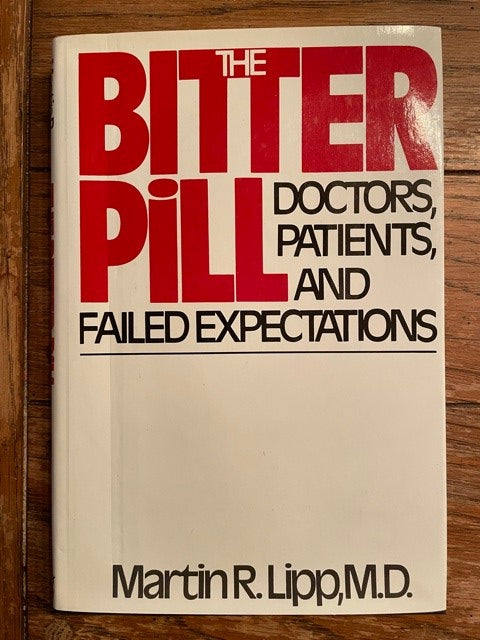 THE
BITTER
PiLL
DOCTORS,
PATIENTS,
AND
FAILED EXPECTATIONS
Martin R. Lipp, M.D.